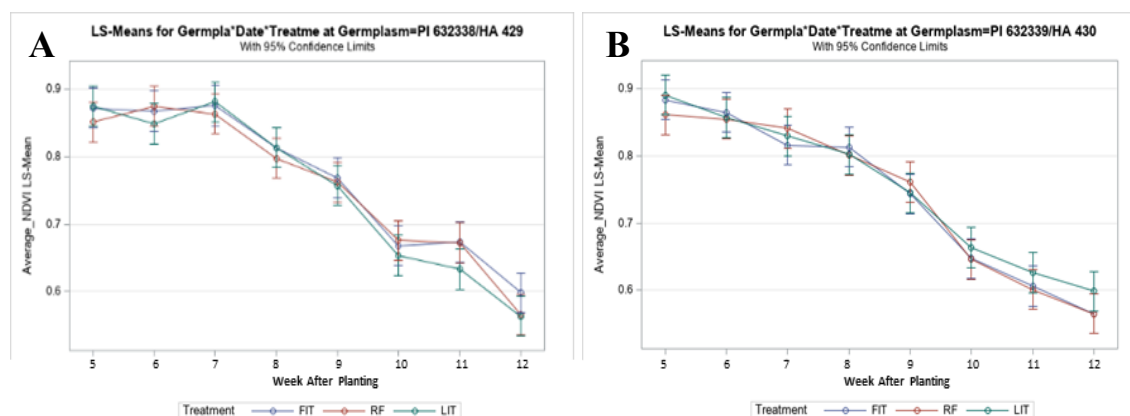 A
LS-Means for Germpla*Date*Treatme at Germplasm=PI 632338/HA 429
With 95% Confidence Limits
Average_NDVI LS-Mean
0.9
0.8
0.7
0.6
5 6 7 8 9 10 11 12
Week After Planting
Treatment FIT RF LIT
B
LS-Means for Germpla*Date*Treatme at Germplasm=PI 632339/HA 430
With 95% Confidence Limits
Average_NDVI LS-Mean
0.9
0.8
0.7
0.6
5 6 7 8 9 10 11 12
Week After Planting
Treatment FIT RF LIT